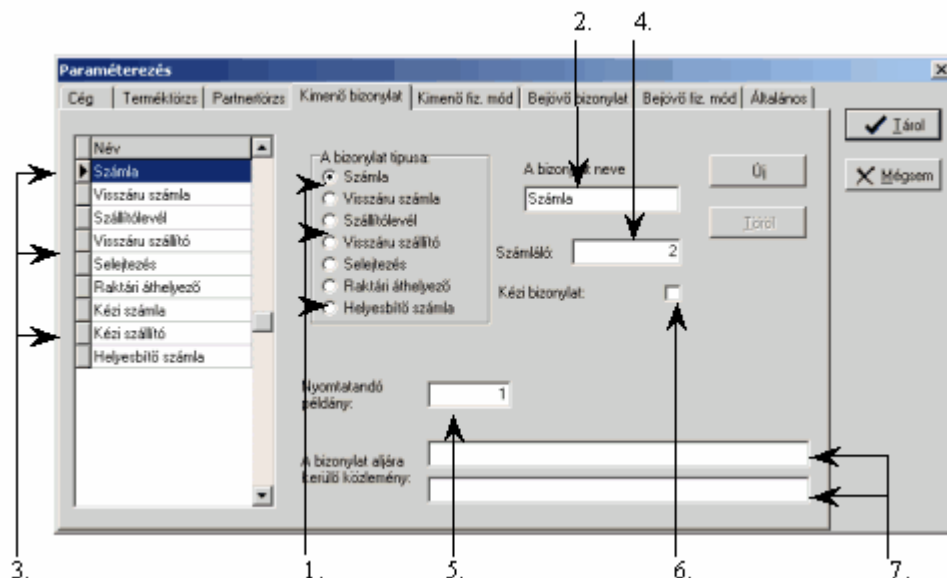 2. 4.
Paraméterezés
Cég Terméktörzs Partnertörzs Kimenő bizonylat Kimenő fiz. mód Bejövő bizonylat Bejövő fiz. mód Általános
Tárol
Mégsem
Név
Számla
Visszáru számla
Szállítólevél
Visszáru szállító
Selejtezés
Raktári áthelyező
Kézi számla
Kézi szállító
Helyesbítő számla
A bizonylat típusa:
Számla
Visszáru számla
Szállítólevél
Visszáru szállító
Selejtezés
Raktári áthelyező
Helyesbítő számla
A bizonylat neve
Számla
Új
Töröl
Számláló: 2
Kézi bizonylat:
Nyomtatandó
példány: 1
A bizonylat aljára
kerülő közlemény:
3. 1. 5. 6. 7.